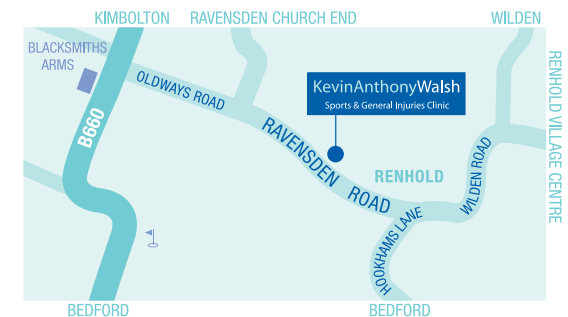 KIMBOLTON
RAVENSDEN CHURCH END
WILDEN
BLACKSMITHS
ARMS
OLDWAYS ROAD
KevinAnthonyWalsh
Sports & General Injuries Clinic
RENHOLD VILLAGE CENTRE
B660
RAVENSDEN ROAD
RENHOLD
WILDEN ROAD
HOOKHAMS LANE
BEDFORD
BEDFORD